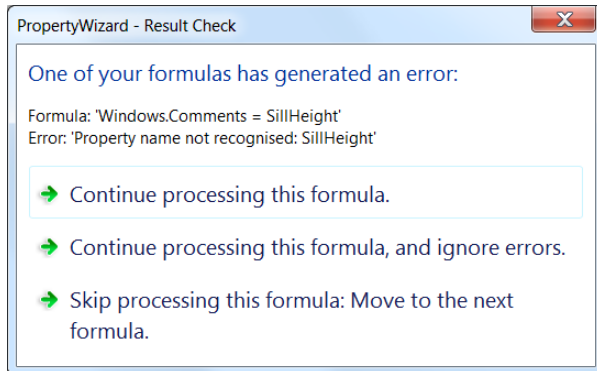 PropertyWizard - Result Check
One of your formulas has generated an error:
Formula: 'Windows.Comments = SillHeight'
Error: 'Property name not recognised: SillHeight'
Continue processing this formula.
Continue processing this formula, and ignore errors.
Skip processing this formula: Move to the next
formula.